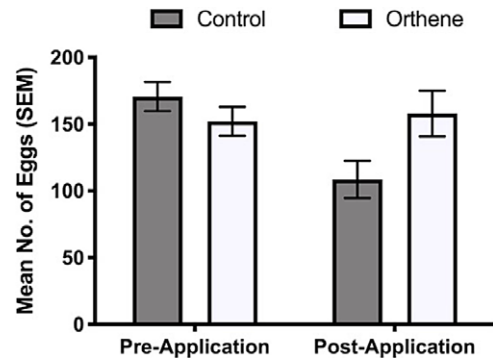 Control Orthene
Mean No. of Eggs (SEM)
200
150
100
50
0
Pre-Application Post-Application